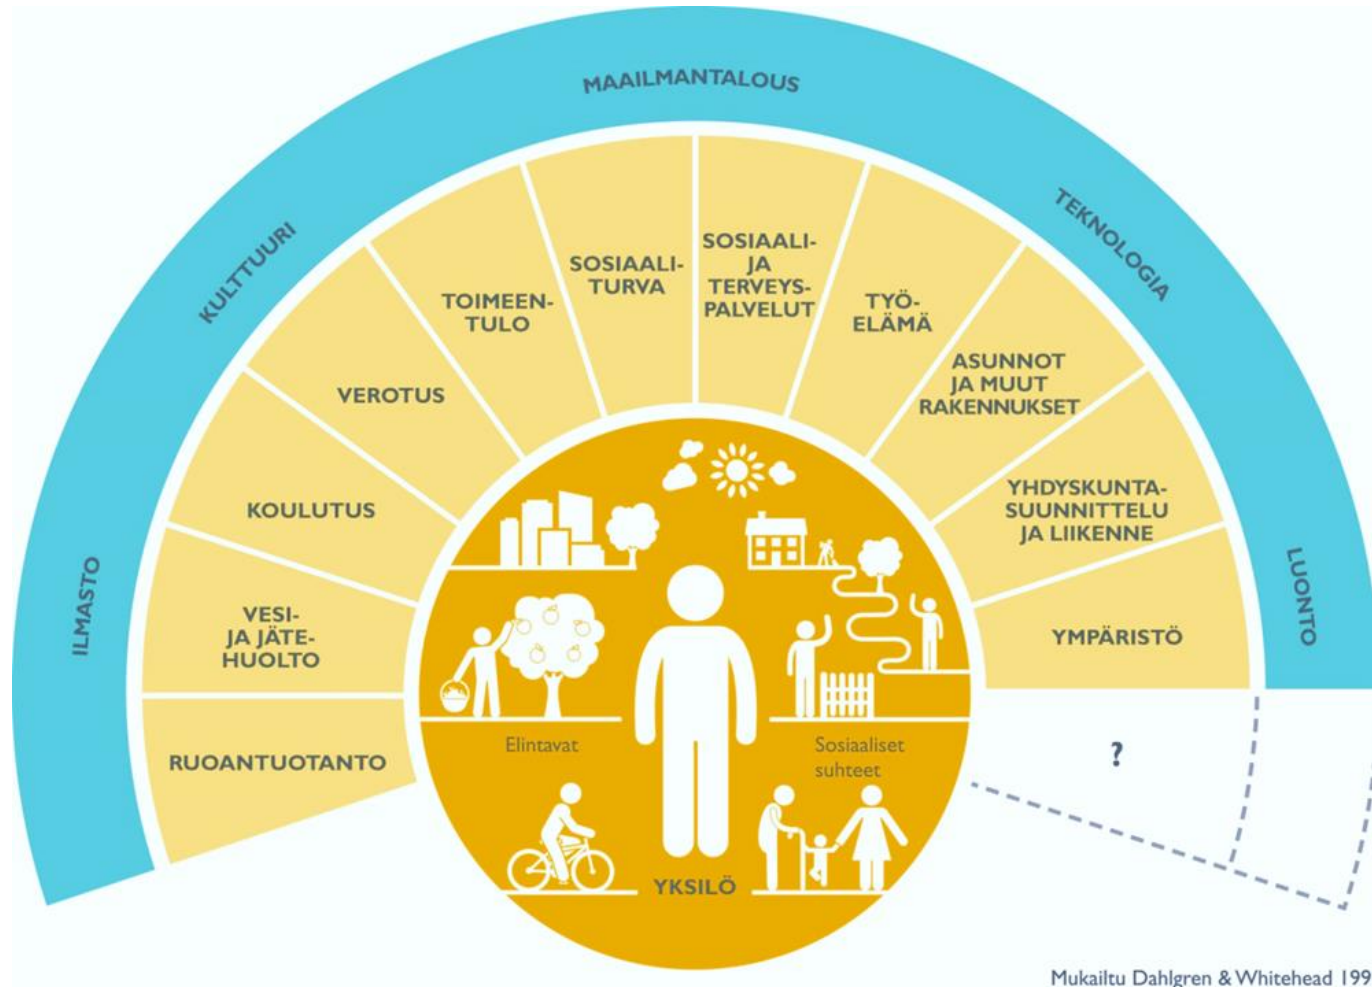 MAAILMANTALOUS
KULTTUURI
TEKNOLOGIA
ILMASTO
LUONTO
SOSIAALI-
TURVA
SOSIAALI-
JA
TERVEYS-
PALVELUT
TOIMEEN-
TULO
TYÖ-
ELÄMÄ
VEROTUS
ASUNNOT
JA MUUT
RAKENNUKSET
KOULUTUS
YHDYSKUNTA-
SUUNNITTELU
JA LIIKENNE
VESI-
JA JÄTE-
HUOLTO
YMPÄRISTÖ
RUOANTUOTANTO
?
Elintavat
Sosiaaliset
suhteet
YKSILÖ
Mukailtu Dahlgren & Whitehead 199